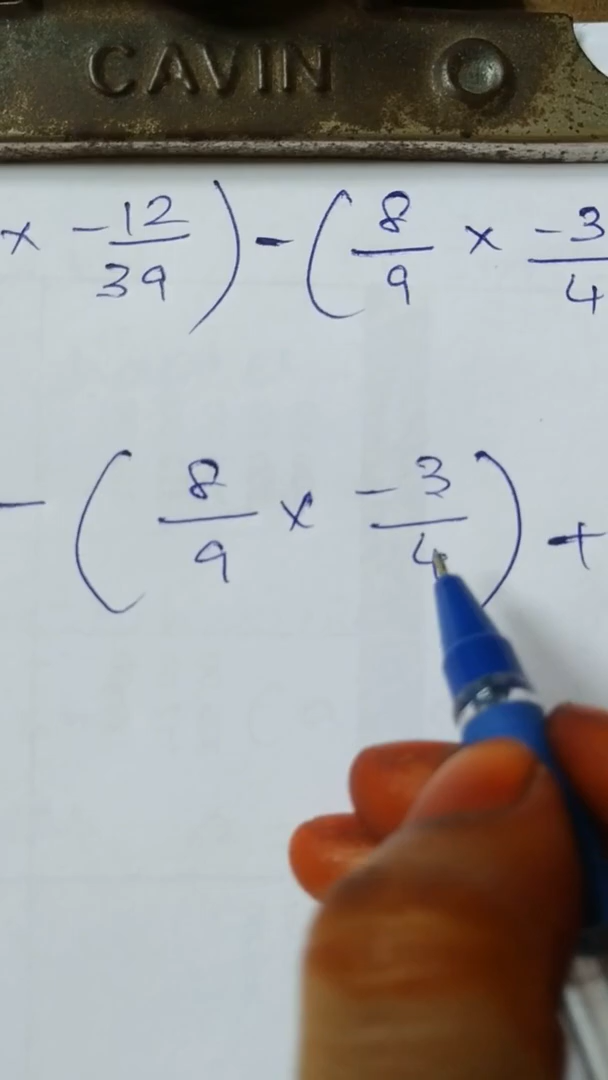 CAVIN
× -12/39) - (8/9 × -3/4
- (8/9 × -3/4) +